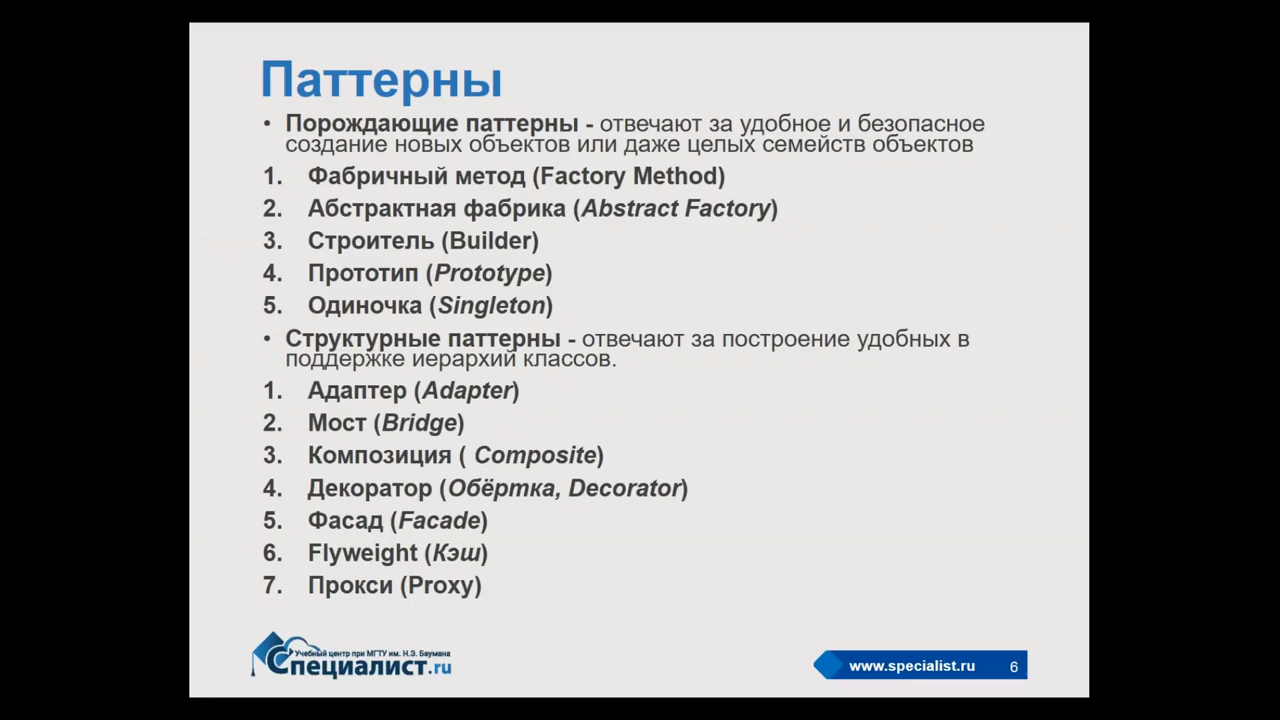 Паттерны
• Порождающие паттерны - отвечают за удобное и безопасное
создание новых объектов или даже целых семейств объектов
1. Фабричный метод (Factory Method)
2. Абстрактная фабрика (Abstract Factory)
3. Строитель (Builder)
4. Прототип (Prototype)
5. Одиночка (Singleton)
• Структурные паттерны - отвечают за построение удобных в
поддержке иерархий классов.
1. Адаптер (Adapter)
2. Мост (Bridge)
3. Композиция ( Composite)
4. Декоратор (Обёртка, Decorator)
5. Фасад (Facade)
6. Flyweight (Кэш)
7. Прокси (Proxy)
Учебный центр при МГТУ им. Н.Э. Баумана
Специалист.ru
www.specialist.ru 6